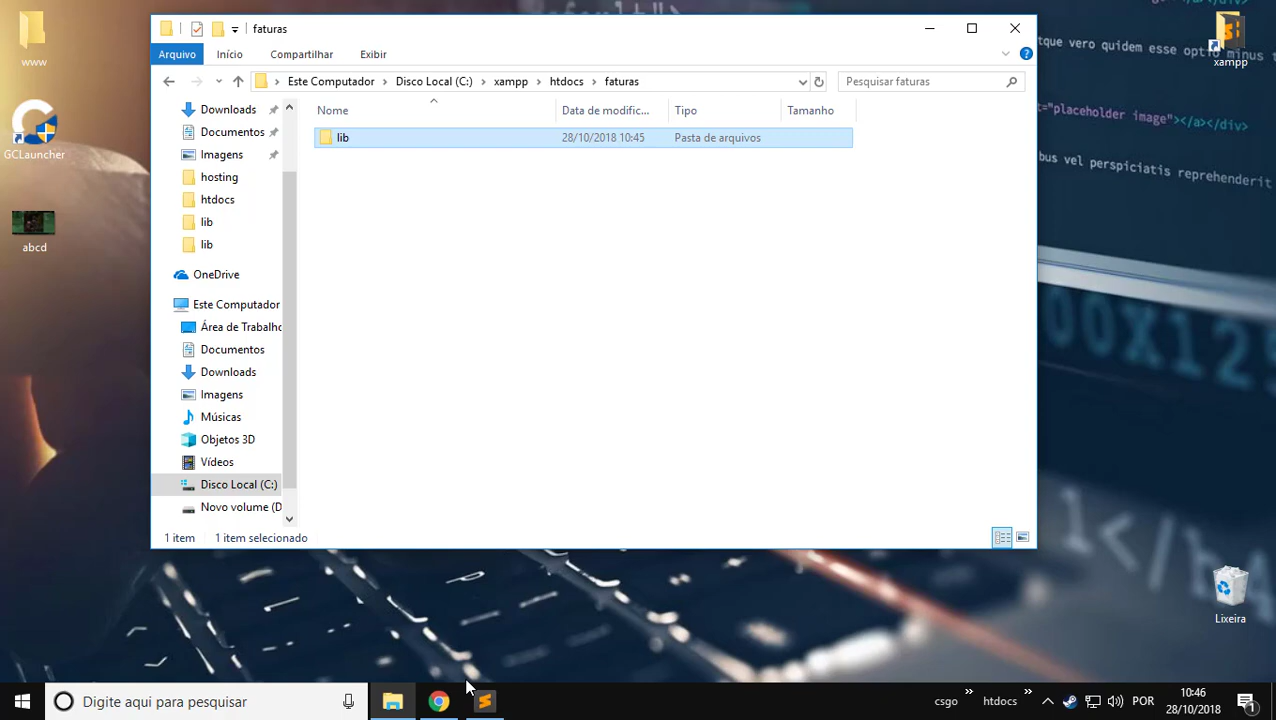 www
GCLauncher
abcd
xampp
Lixeira
faturas
Arquivo
Início
Compartilhar
Exibir
Este Computador
Disco Local (C:)
xampp
htdocs
faturas
Pesquisar faturas
Nome
Data de modific...
Tipo
Tamanho
lib
28/10/2018 10:45
Pasta de arquivos
Downloads
Documentos
Imagens
hosting
htdocs
lib
lib
OneDrive
Este Computador
Área de Trabalho
Documentos
Downloads
Imagens
Músicas
Objetos 3D
Vídeos
Disco Local (C:)
Novo volume (D
1 item
1 item selecionado
que vero quidem esse optio minus
"placeholder image"></a></div>
bus vel perspiciatis reprehenderit
Digite aqui para pesquisar
csgo
htdocs
POR
10:46
28/10/2018
1